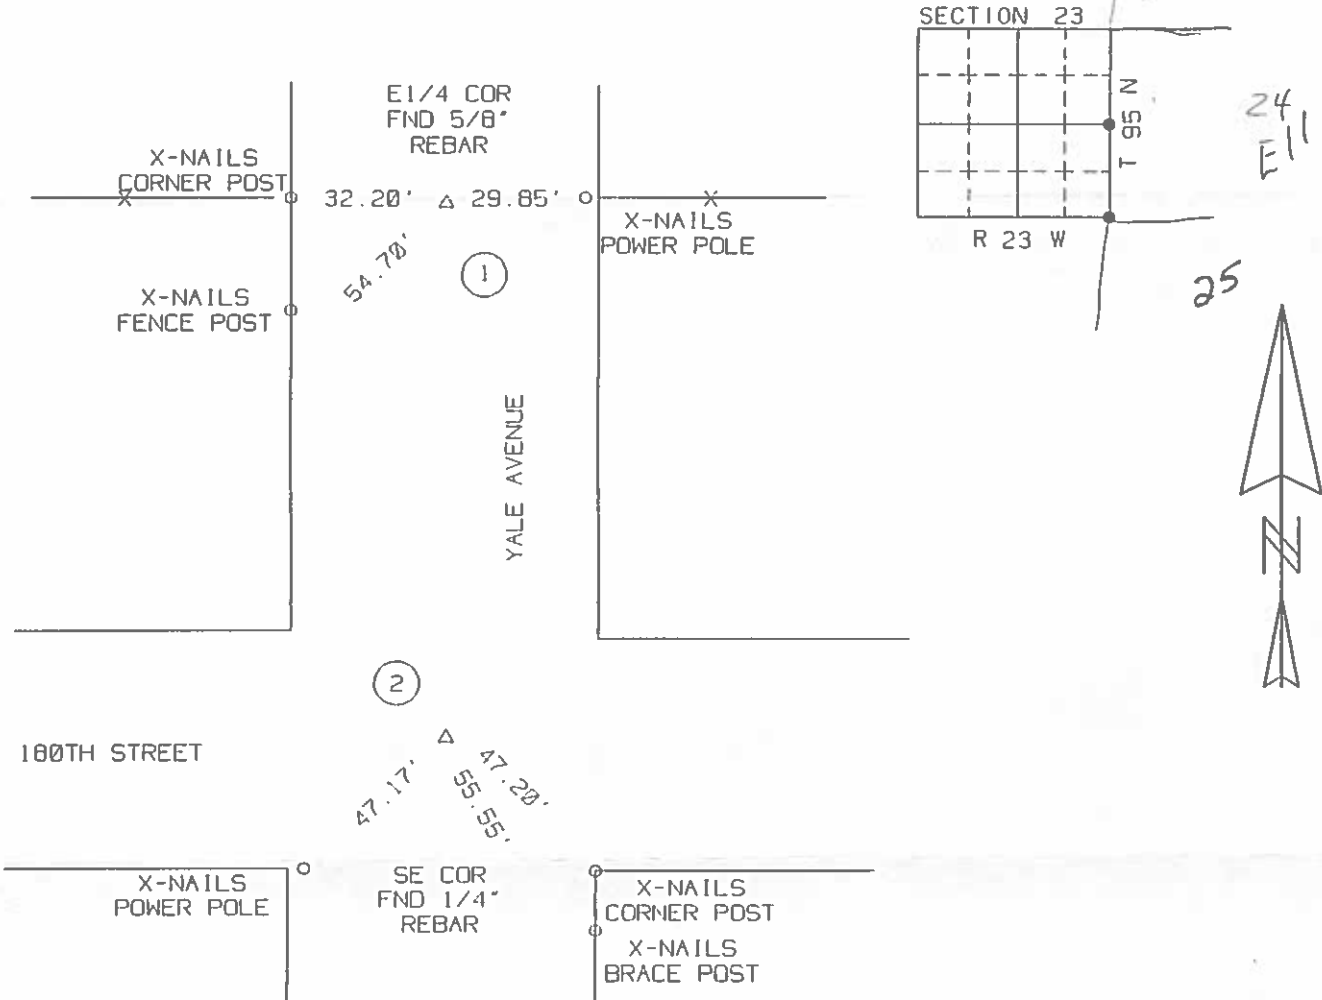 SECTION 23
E1/4 COR
FND 5/8"
REBAR
X-NAILS
CORNER POST
32.20'
29.85'
X-NAILS
POWER POLE
54.70'
1
X-NAILS
FENCE POST
T 95 N
R 23 W
24
E 11
25
YALE AVENUE
N
2
180TH STREET
47.17'
55.55'
47.20'
X-NAILS
POWER POLE
SE COR
FND 1/4"
REBAR
X-NAILS
CORNER POST
X-NAILS
BRACE POST